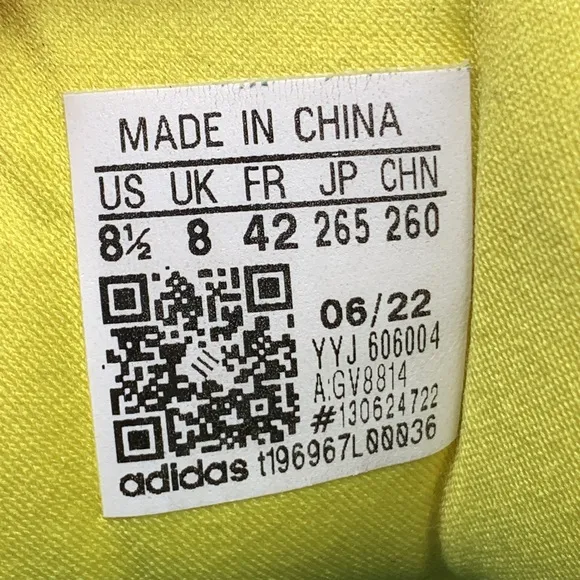 MADE IN CHINA
US UK FR JP CHN
8½ 8 42 265 260
06/22
YYJ 606004
A:GV8814
#130624722
adidas t196967L00036